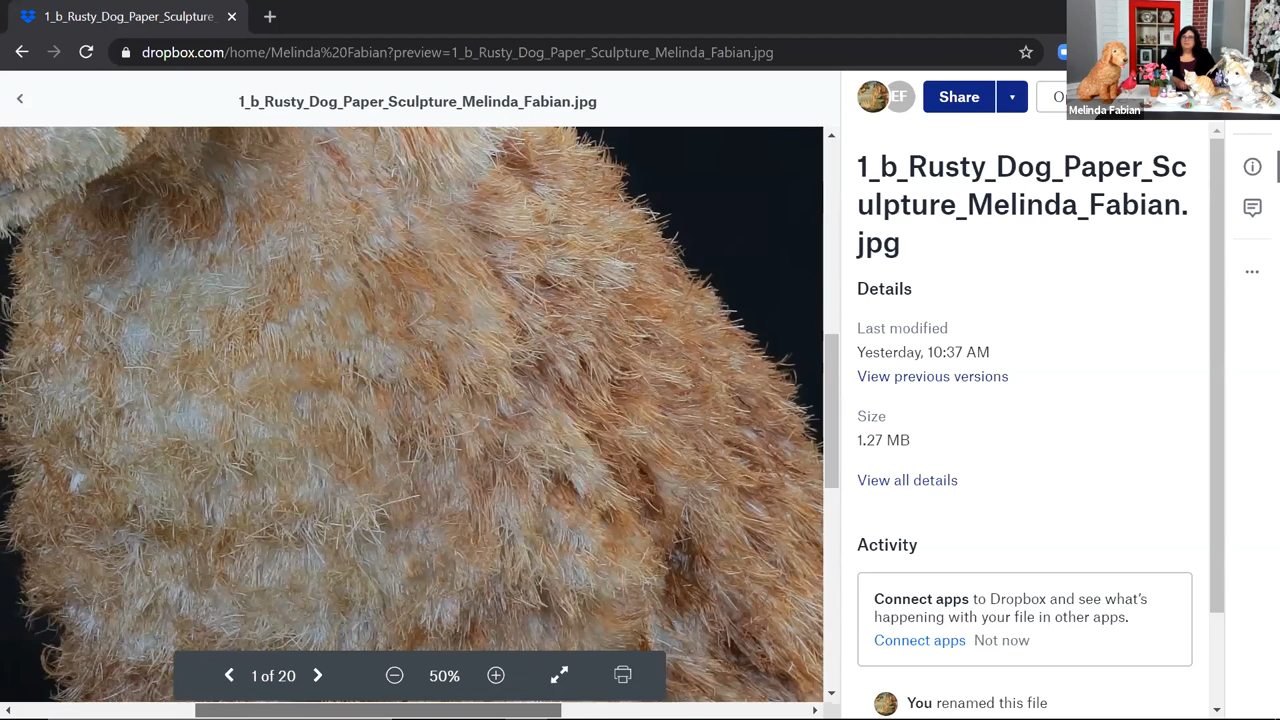 1_b_Rusty_Dog_Paper_Sculpture_
dropbox.com/home/Melinda%20Fabian?preview=1_b_Rusty_Dog_Paper_Sculpture_Melinda_Fabian.jpg
Melinda Fabian
1_b_Rusty_Dog_Paper_Sculpture_Melinda_Fabian.jpg
EF
Share
1_b_Rusty_Dog_Paper_Sc
ulpture_Melinda_Fabian.
jpg
Details
Last modified
Yesterday, 10:37 AM
View previous versions
Size
1.27 MB
View all details
Activity
Connect apps to Dropbox and see what's
happening with your file in other apps.
Connect apps Not now
1 of 20
50%
You renamed this file